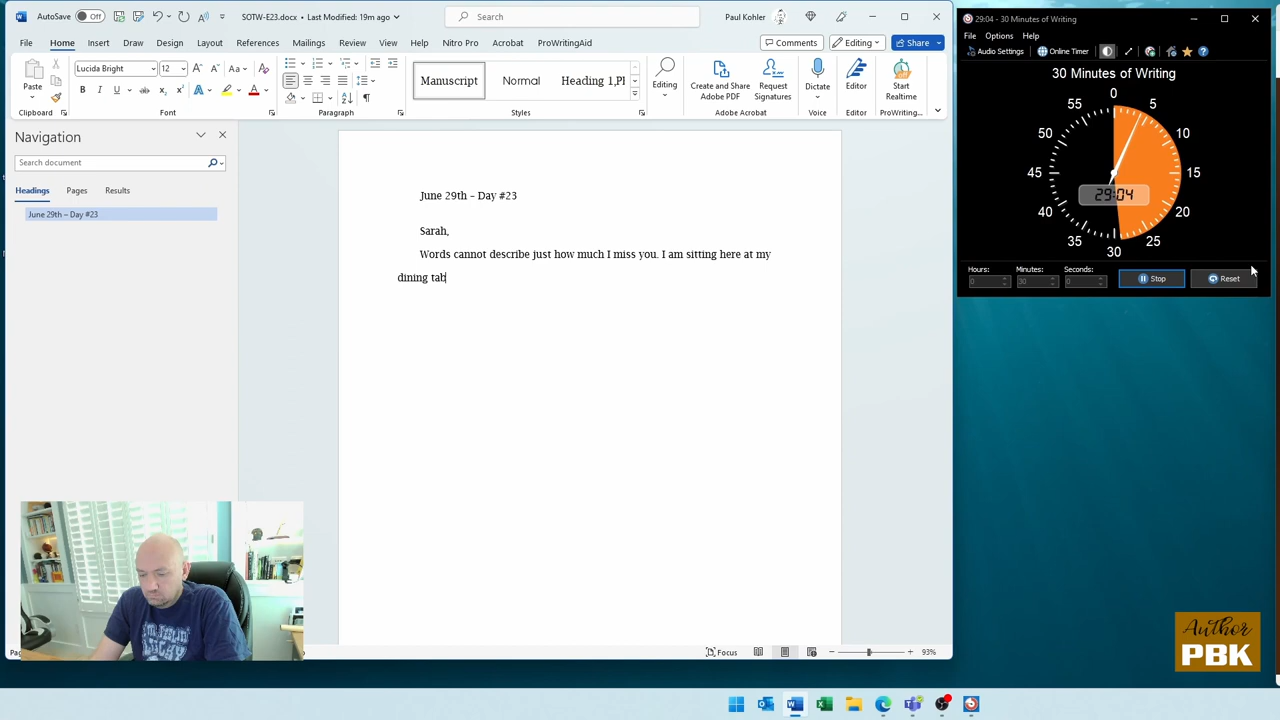 SOTW-E23.docx • Last Modified: 19m ago
Search
Paul Kohler
AutoSave Off
File Home Insert Draw Design References Mailings Review View Help Nitro Pro Acrobat ProWritingAid
Comments Editing Share
Paste
Lucida Bright 12
Manuscript Normal Heading 1,Pl
Editing
Create and Share Adobe PDF
Request Signatures
Dictate
Editor
Start Realtime
Clipboard Font Paragraph Styles Adobe Acrobat Voice Editor ProWriting...
Navigation
Search document
Headings Pages Results
June 29th – Day #23
June 29th – Day #23
Sarah,
Words cannot describe just how much I miss you. I am sitting here at my
dining tab
Focus 93%
29:04 - 30 Minutes of Writing
File Options Help
Audio Settings Online Timer
30 Minutes of Writing
0
55 5
50 10
45 15
29:04
40 20
35 25
30
Hours: Minutes: Seconds:
0 30 0 Stop Reset
Author
PBK